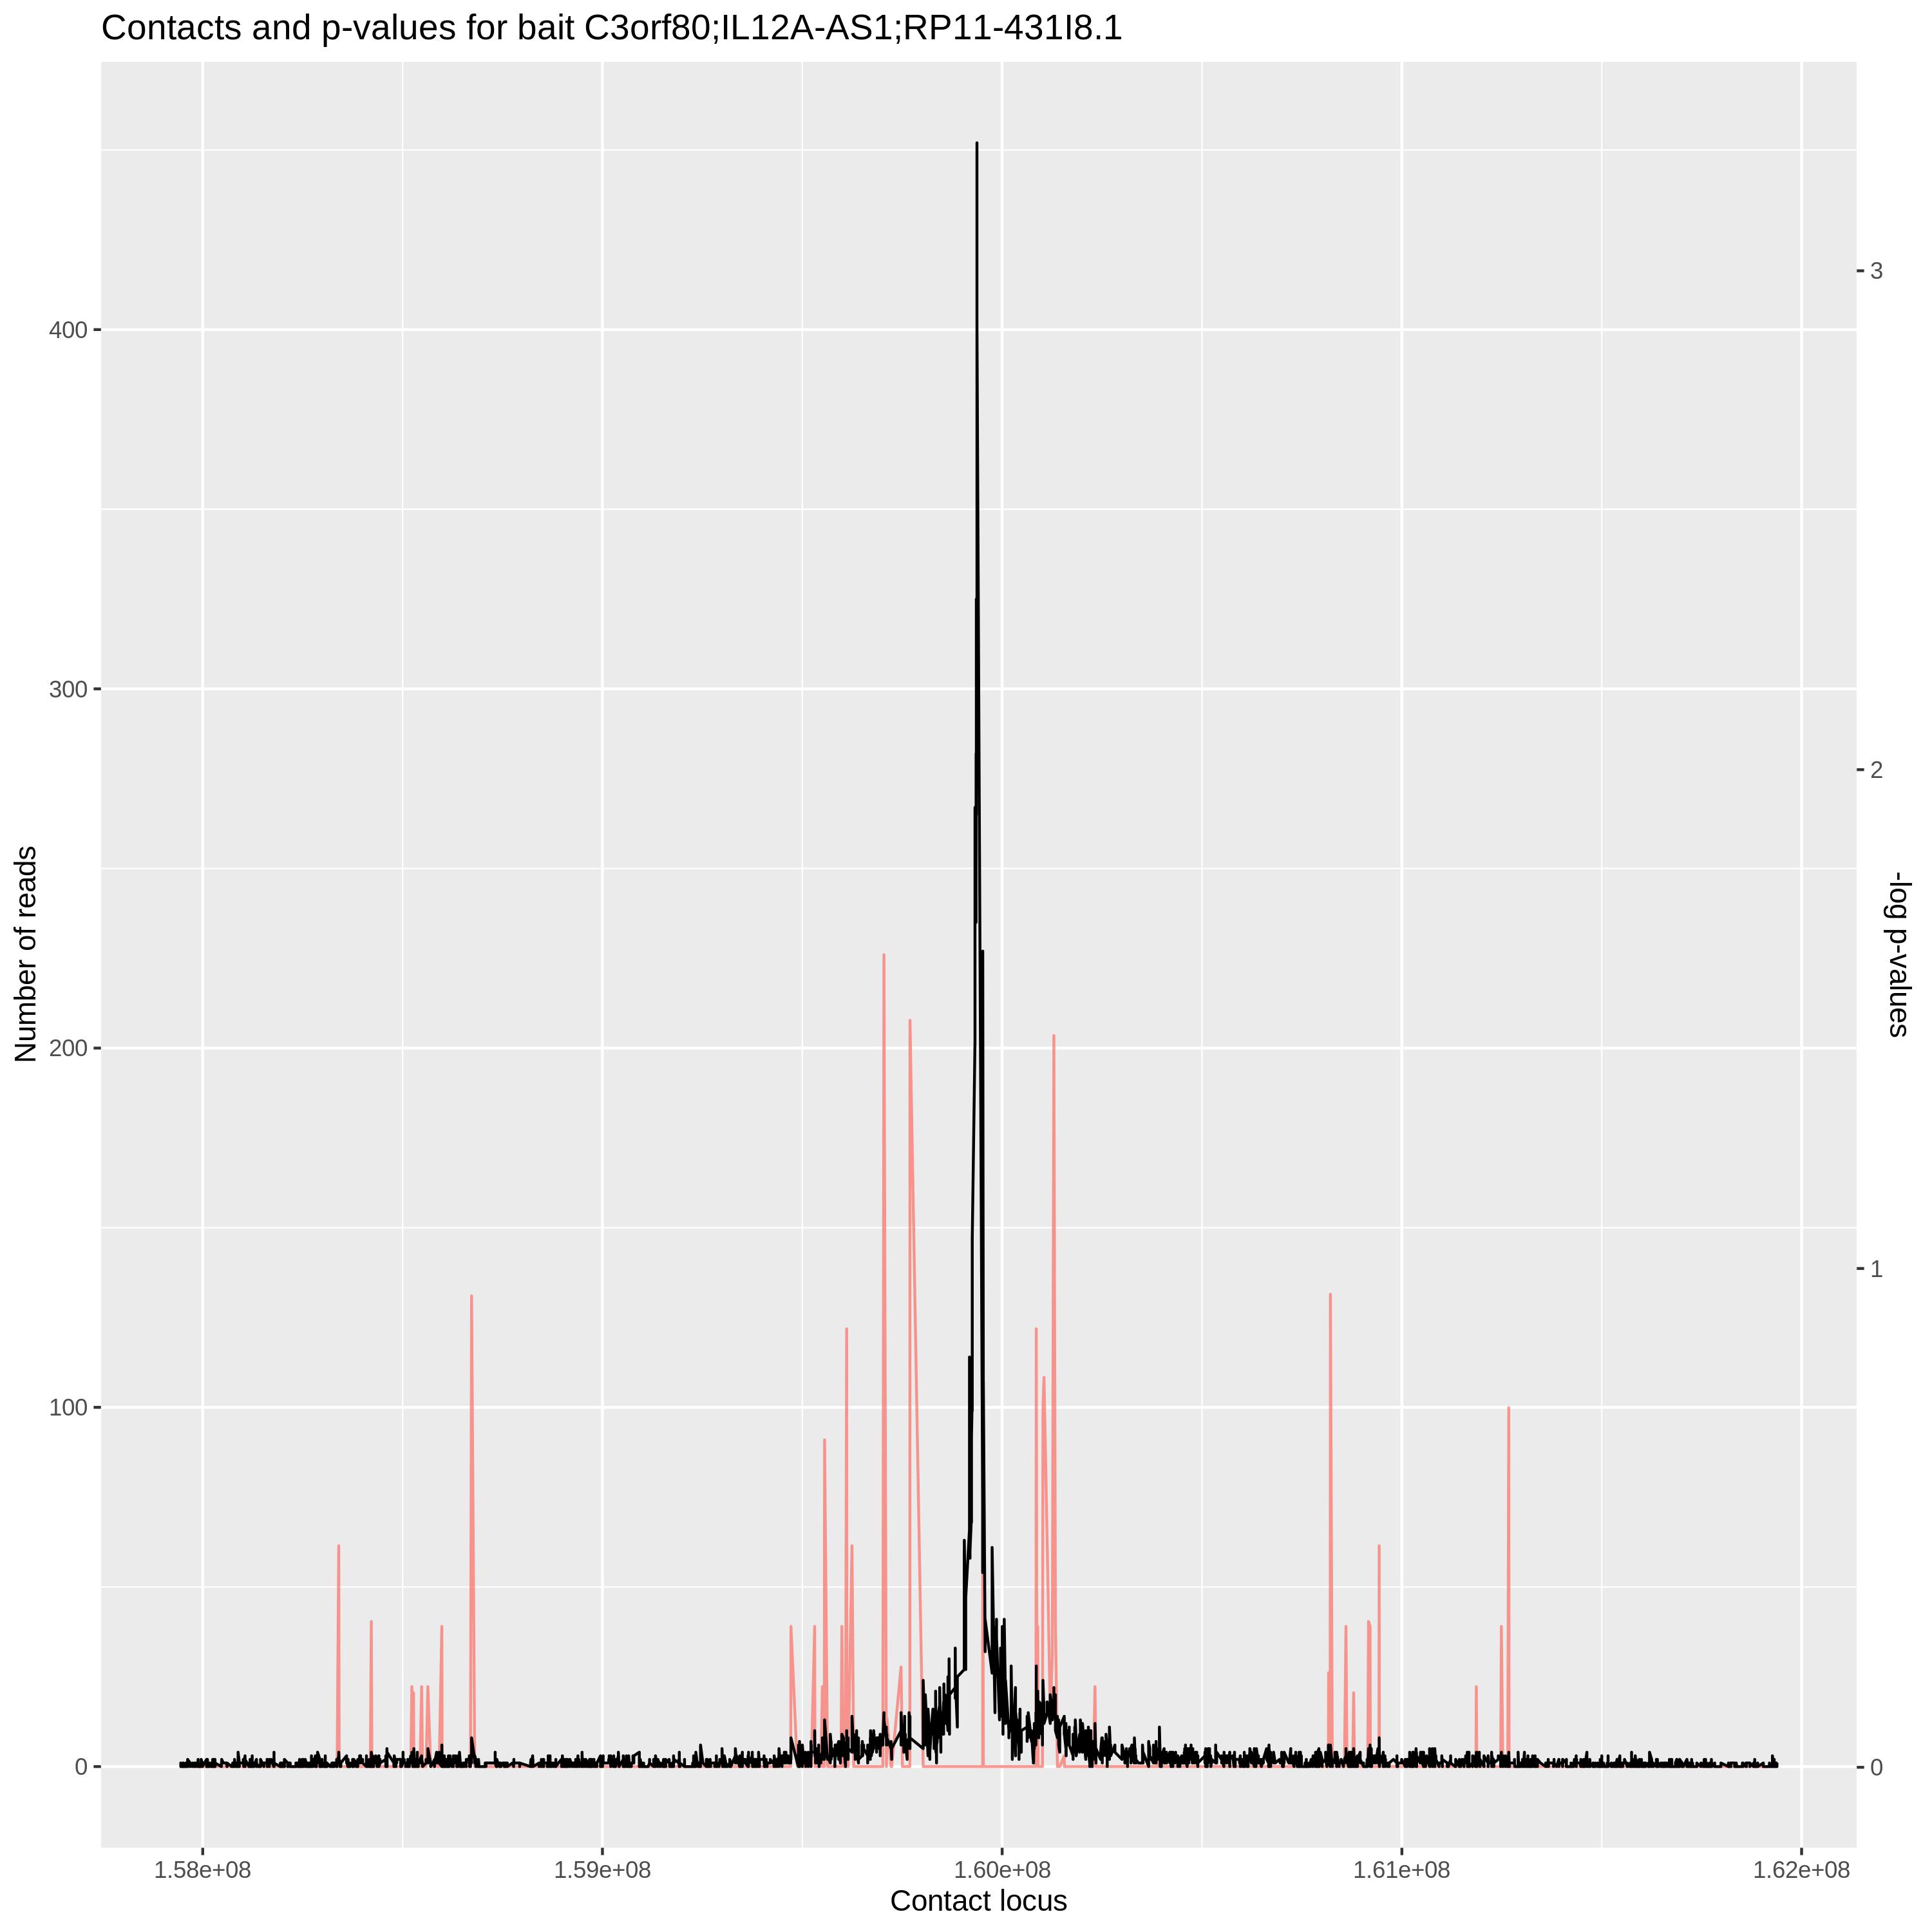 Contacts and p-values for bait C3orf80;IL12A-AS1;RP11-431I8.1
Number of reads
400
300
200
100
0
3
2
1
0
-log p-values
1.58e+08 1.59e+08 1.60e+08 1.61e+08 1.62e+08
Contact locus